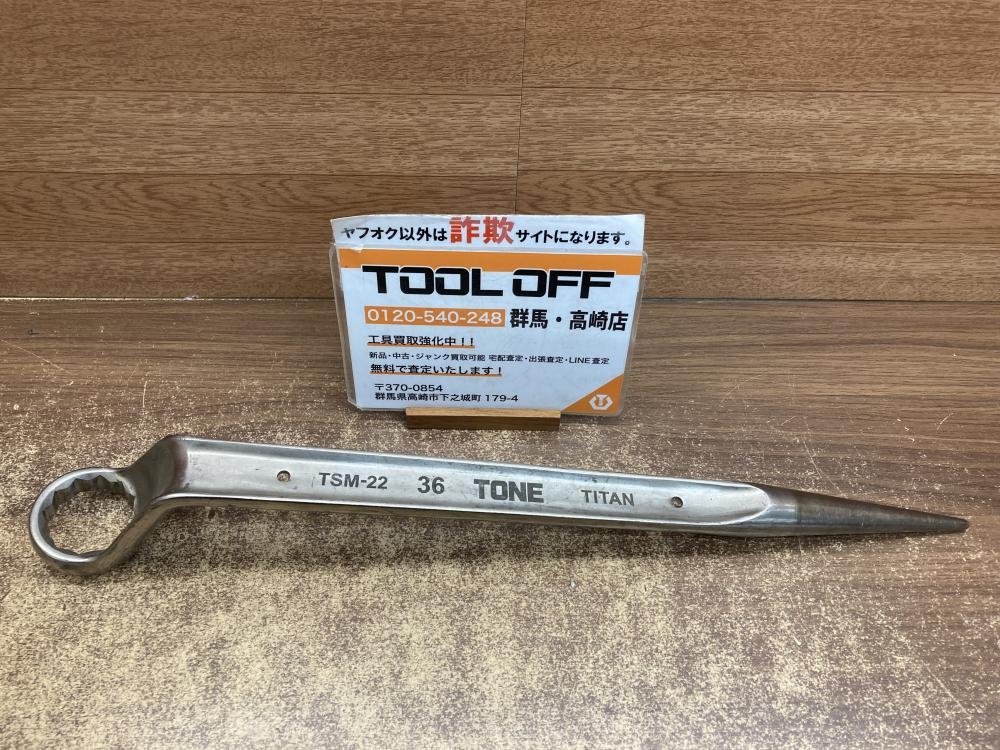 ヤフオク以外は詐欺サイトになります。
TOOL OFF
0120-540-248 群馬・高崎店
工具買取強化中！！
新品・中古・ジャンク買取可能 宅配査定・出張査定・LINE査定
無料で査定いたします！
〒370-0854
群馬県高崎市下之城町 179-4
TSM-22 36 TONE TITAN